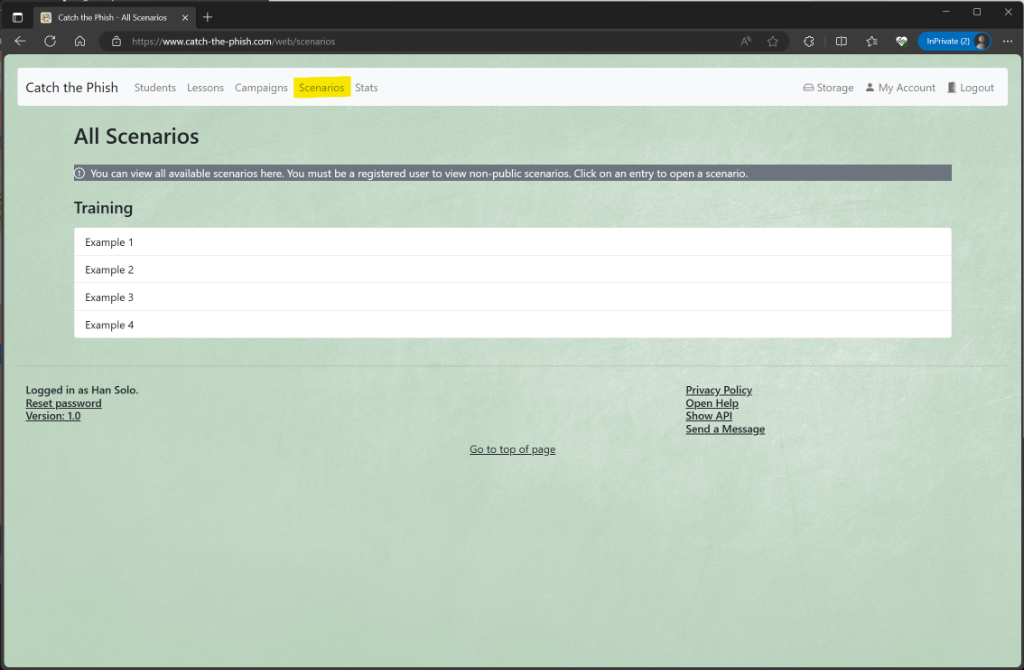 Catch the Phish - All Scenarios
https://www.catch-the-phish.com/web/scenarios
InPrivate (2)
Catch the Phish Students Lessons Campaigns Scenarios Stats Storage My Account Logout
All Scenarios
You can view all available scenarios here. You must be a registered user to view non-public scenarios. Click on an entry to open a scenario.
Training
Example 1
Example 2
Example 3
Example 4
Logged in as Han Solo.
Reset password
Version: 1.0
Privacy Policy
Open Help
Show API
Send a Message
Go to top of page